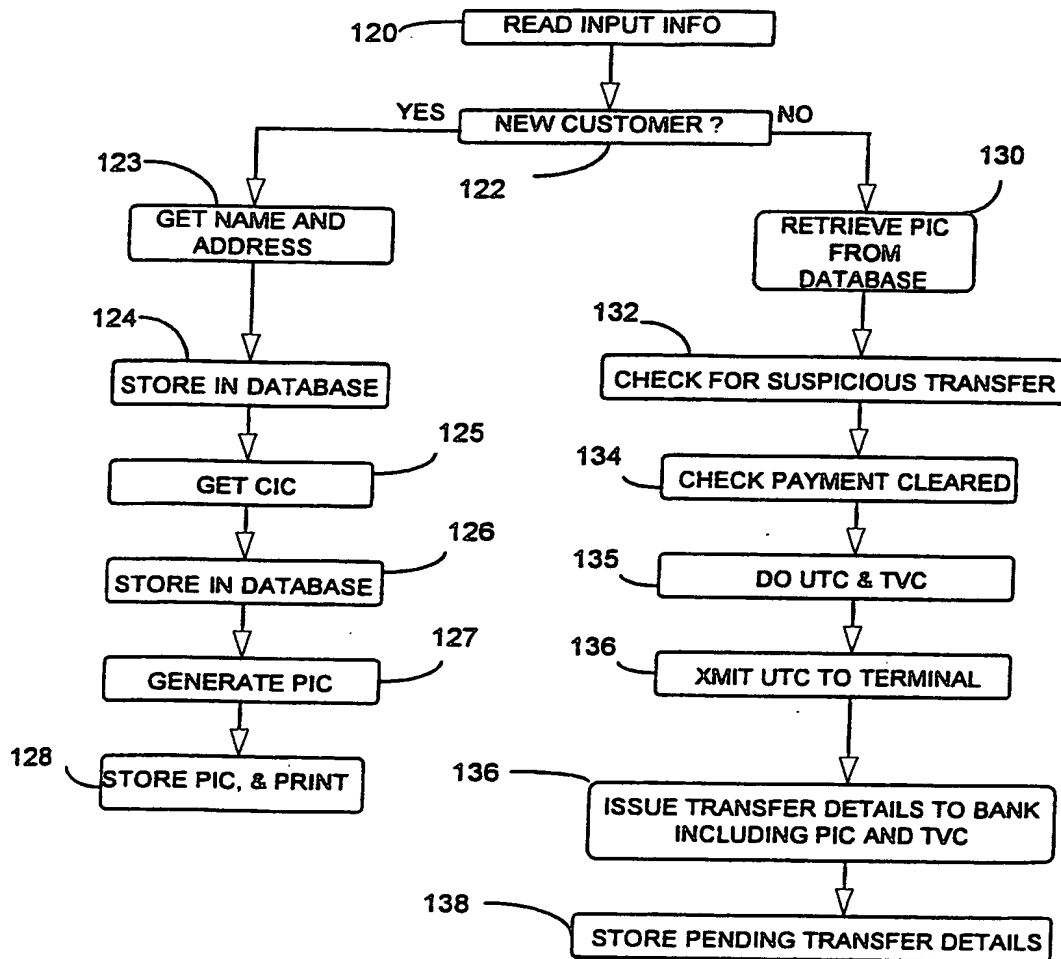 120
READ INPUT INFO
YES
NEW CUSTOMER ?
NO
122
123
GET NAME AND
ADDRESS
130
RETRIEVE PIC
FROM
DATABASE
124
STORE IN DATABASE
132
CHECK FOR SUSPICIOUS TRANSFER
125
GET CIC
134
CHECK PAYMENT CLEARED
126
STORE IN DATABASE
135
DO UTC & TVC
127
GENERATE PIC
136
XMIT UTC TO TERMINAL
128
STORE PIC, & PRINT
136
ISSUE TRANSFER DETAILS TO BANK
INCLUDING PIC AND TVC
138
STORE PENDING TRANSFER DETAILS